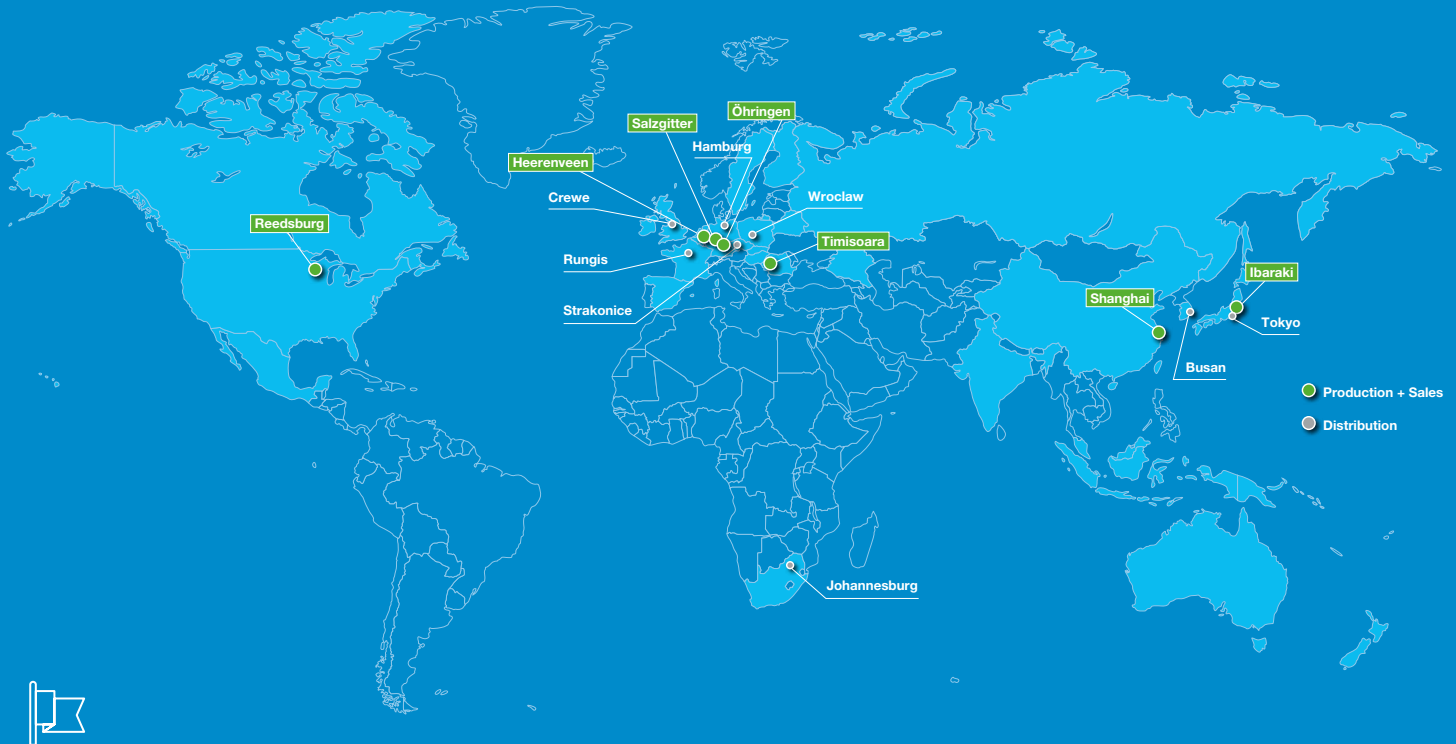 Öhringen
Salzgitter
Hamburg
Heerenveen
Crewe
Wroclaw
Reedsburg
Timisoara
Rungis
Ibaraki
Shanghai
Strakonice
Tokyo
Busan
Production + Sales
Distribution
Johannesburg